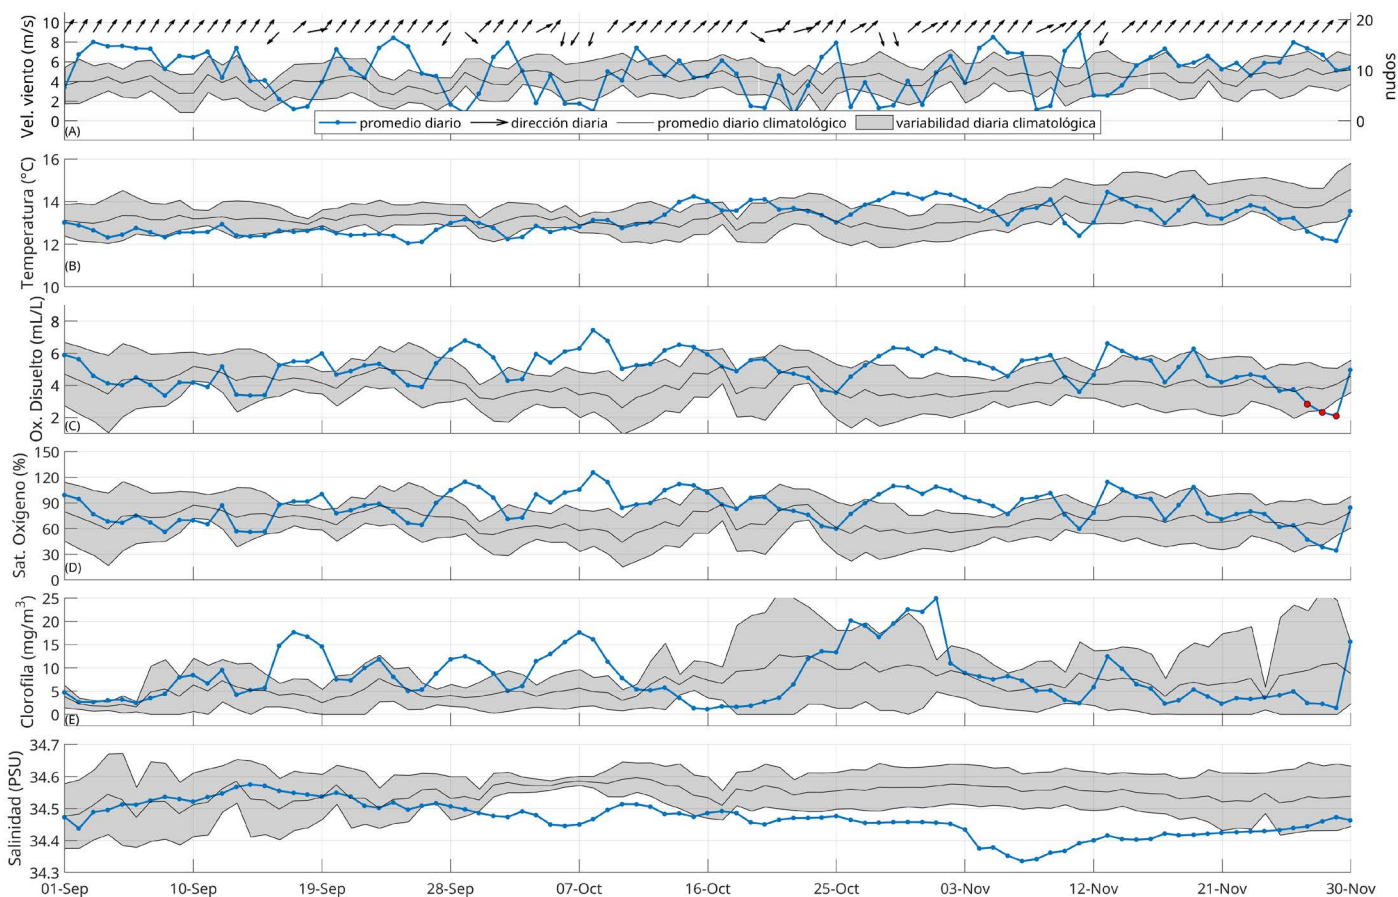 Vel. viento (m/s)
10
8
6
4
2
0
(A)
20
10
0
nudos
promedio diario
dirección diaria
promedio diario climatológico
variabilidad diaria climatológica
Temperatura (°C)
16
14
12
10
(B)
Ox. Disuelto (mL/L)
8
6
4
2
(C)
Sat. Oxígeno (%)
150
120
90
60
30
0
(D)
Clorofila (mg/m³)
25
20
15
10
5
0
(E)
Salinidad (PSU)
34.7
34.6
34.5
34.4
34.3
01-Sep
10-Sep
19-Sep
28-Sep
07-Oct
16-Oct
25-Oct
03-Nov
12-Nov
21-Nov
30-Nov